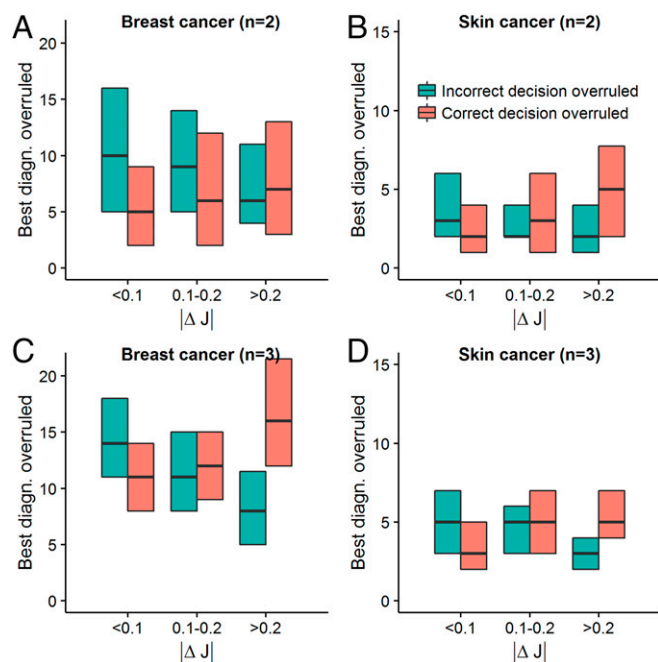 A
Breast cancer (n=2)
Best diagn. overruled
20
15
10
5
0
<0.1
0.1-0.2
>0.2
|Δ J|
B
Skin cancer (n=2)
Best diagn. overruled
15
10
5
0
Incorrect decision overruled
Correct decision overruled
<0.1
0.1-0.2
>0.2
|Δ J|
C
Breast cancer (n=3)
Best diagn. overruled
20
15
10
5
0
<0.1
0.1-0.2
>0.2
|Δ J|
D
Skin cancer (n=3)
Best diagn. overruled
15
10
5
0
<0.1
0.1-0.2
>0.2
|Δ J|